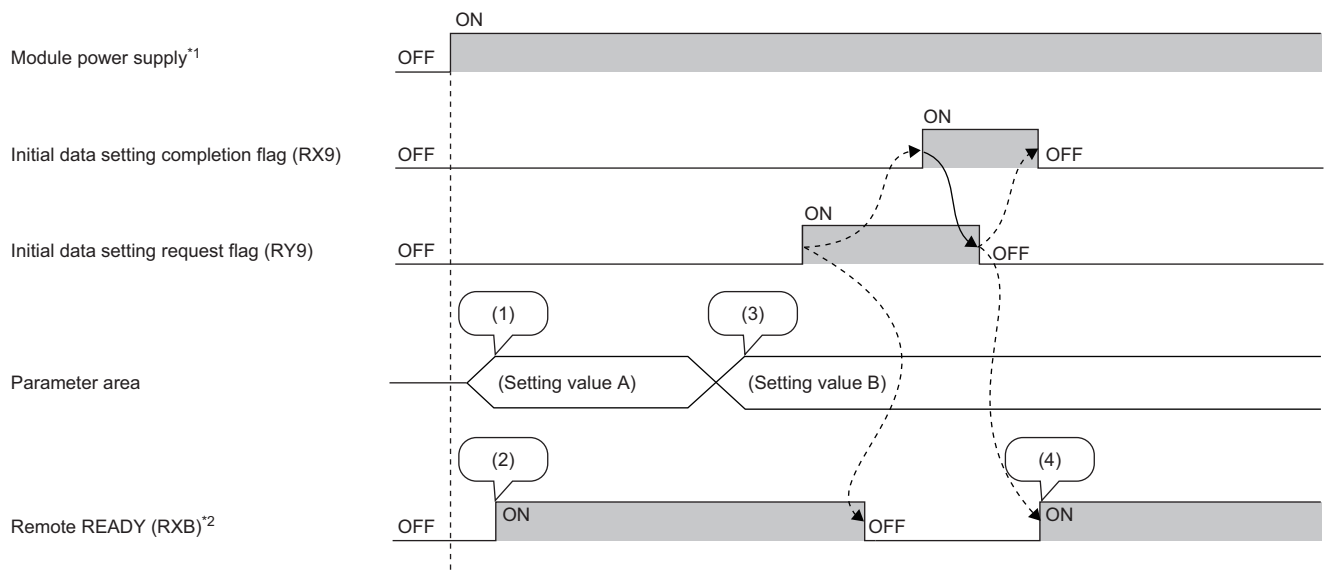 ON
Module power supply*1 OFF
ON
Initial data setting completion flag (RX9) OFF OFF
ON
Initial data setting request flag (RY9) OFF OFF
(1) (3)
Parameter area (Setting value A) (Setting value B)
(2) (4)
ON ON
Remote READY (RXB)*2 OFF OFF